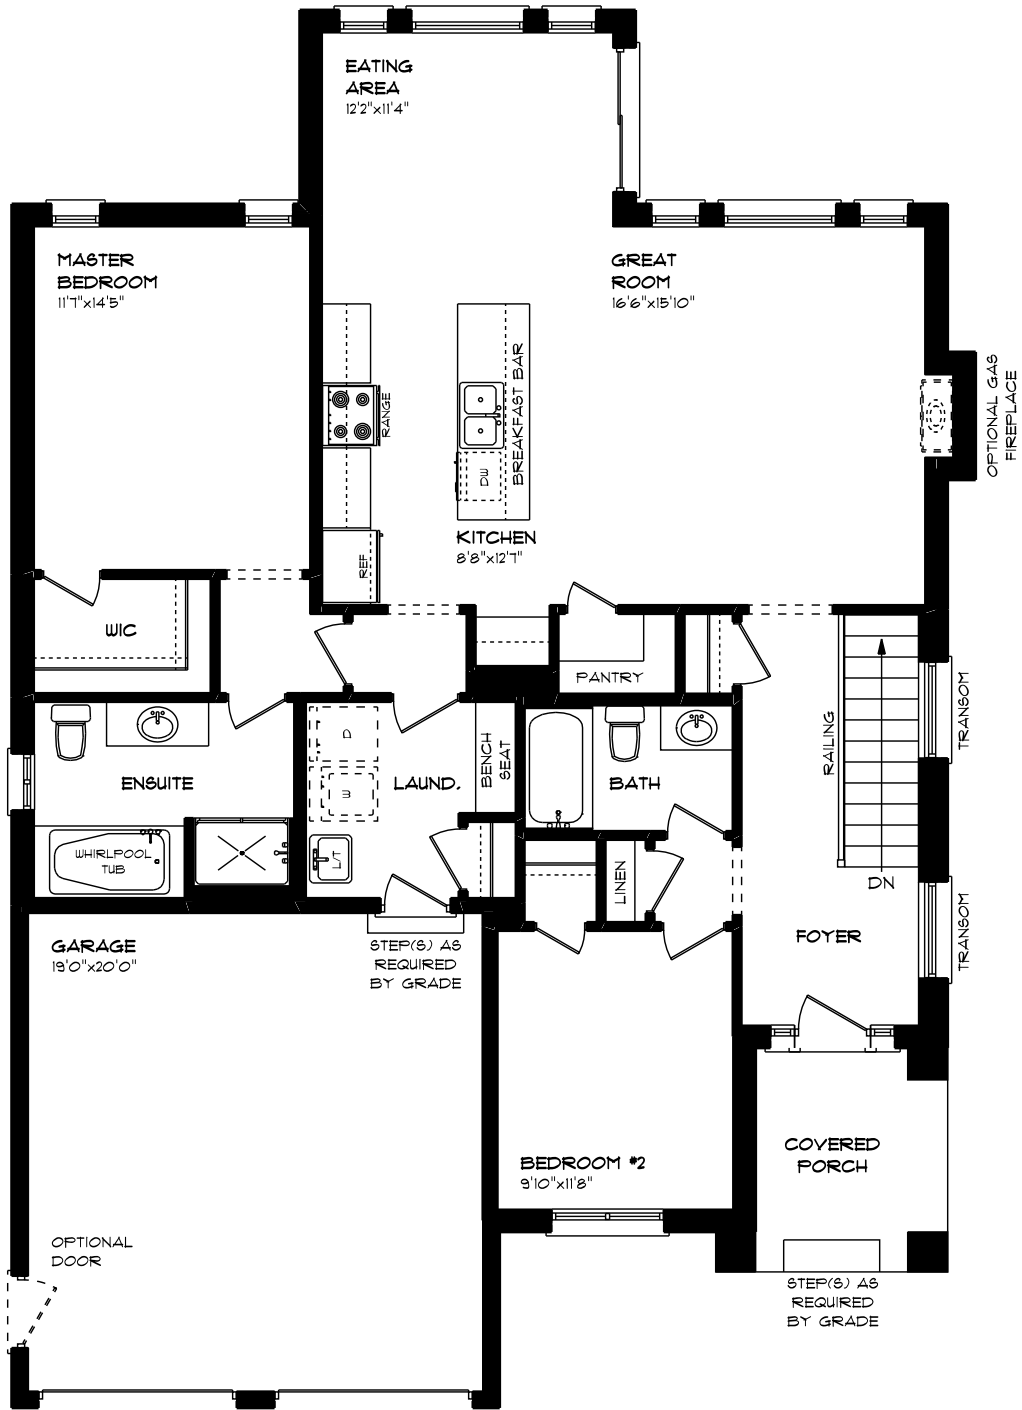 EATING
AREA
12'2"x11'4"
MASTER
BEDROOM
11'7"x14'5"
GREAT
ROOM
16'6"x15'10"
OPTIONAL GAS
FIREPLACE
RANGE
BREAKFAST BAR
DW
REF
KITCHEN
8'8"x12'7"
WIC
PANTRY
TRANSOM
RAILING
ENSUITE
D
W
LAUND.
BENCH
SEAT
BATH
WHIRLPOOL
TUB
L/T
LINEN
DN
GARAGE
19'0"x20'0"
STEP(S) AS
REQUIRED
BY GRADE
FOYER
TRANSOM
COVERED
PORCH
BEDROOM #2
9'10"x11'8"
OPTIONAL
DOOR
STEP(S) AS
REQUIRED
BY GRADE